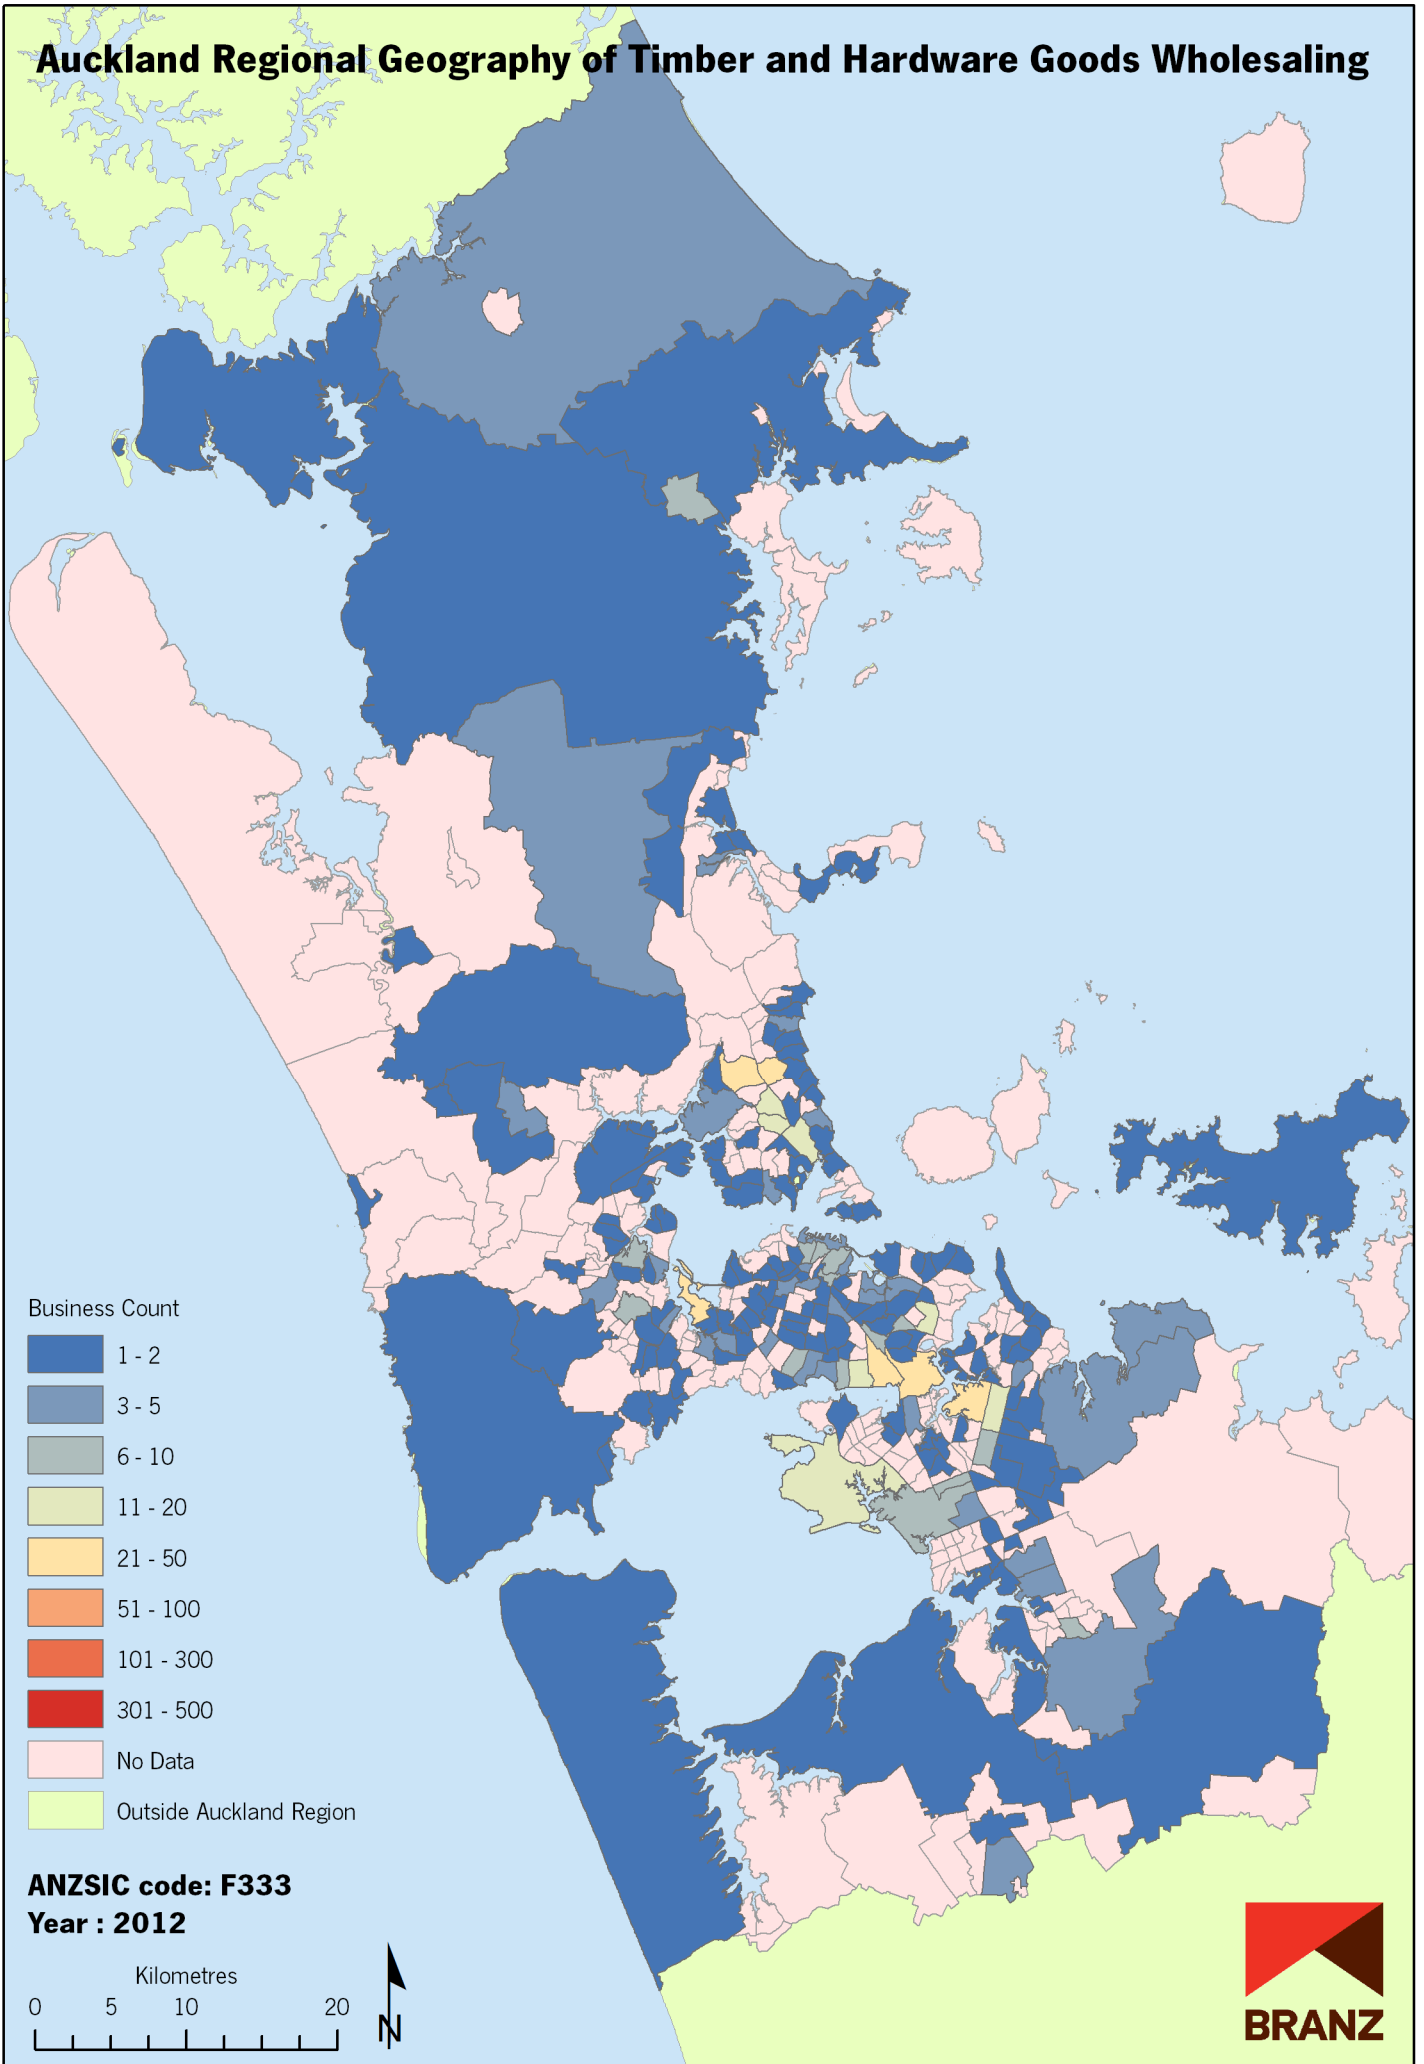 Auckland Regional Geography of Timber and Hardware Goods Wholesaling
Business Count
1 - 2
3 - 5
6 - 10
11 - 20
21 - 50
51 - 100
101 - 300
301 - 500
No Data
Outside Auckland Region
ANZSIC code: F333
Year : 2012
Kilometres
0 5 10 20
N
BRANZ